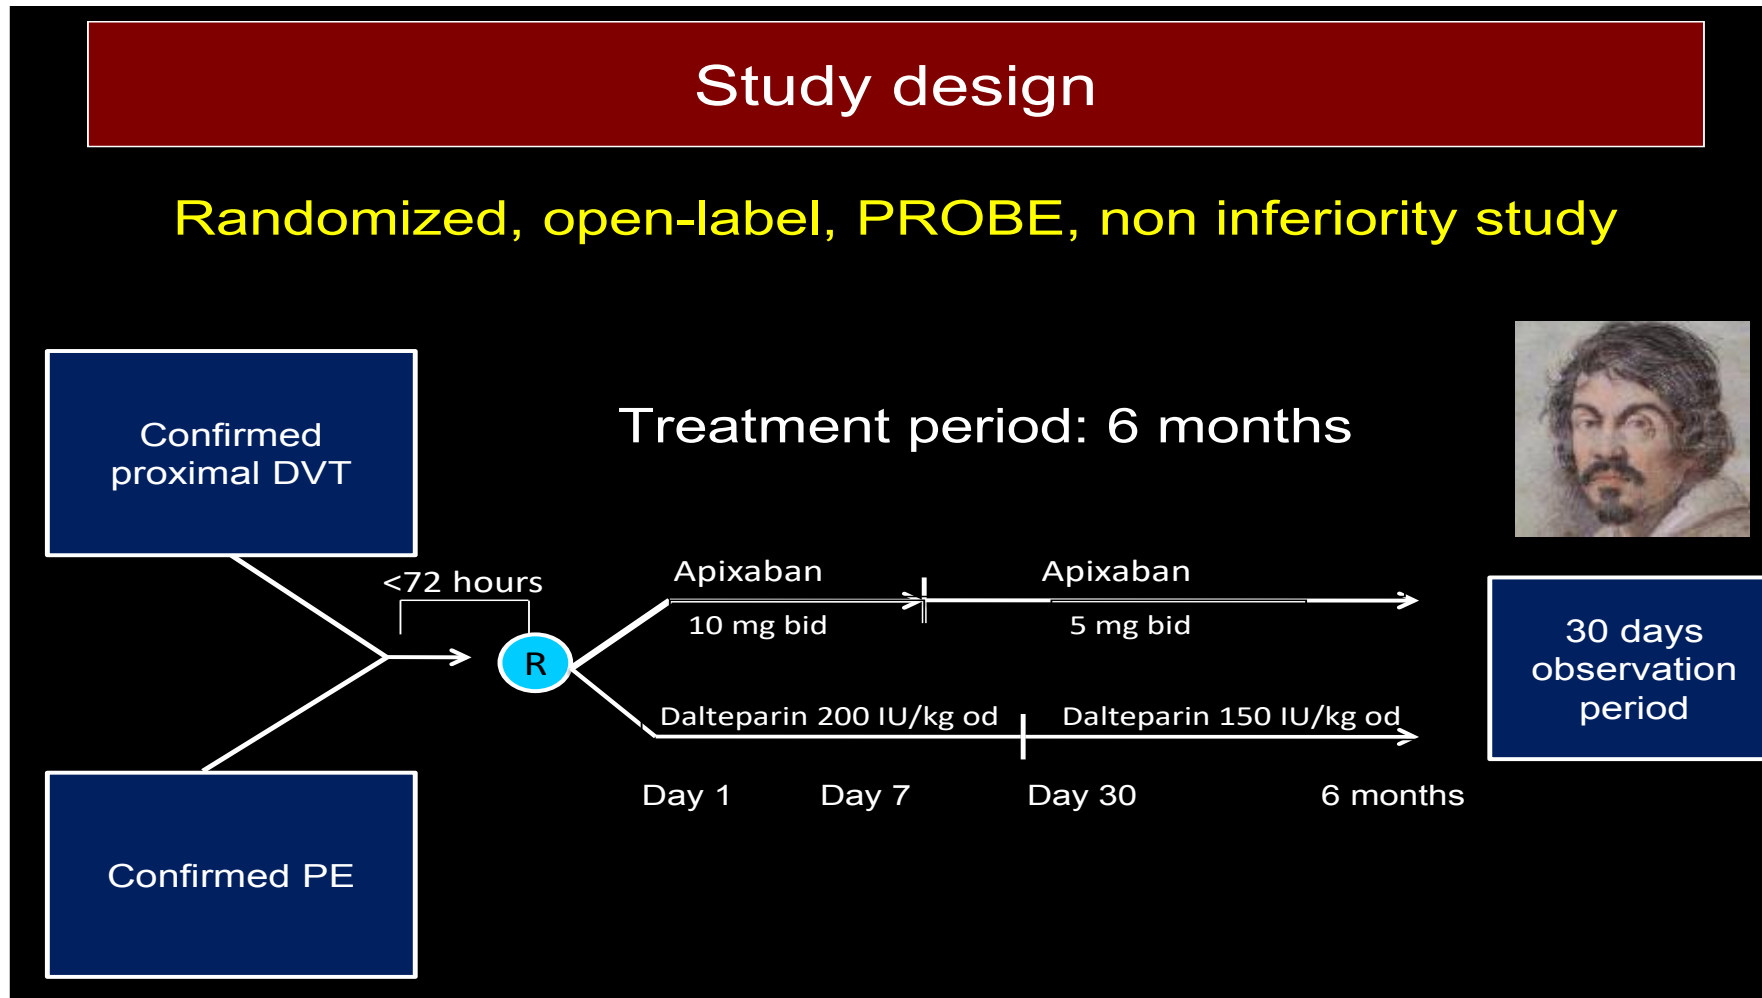 Study design
Randomized, open-label, PROBE, non inferiority study
Confirmed
proximal DVT
Treatment period: 6 months
<72 hours
Apixaban
10 mg bid
Apixaban
5 mg bid
R
Dalteparin 200 IU/kg od
Dalteparin 150 IU/kg od
30 days
observation
period
Day 1
Day 7
Day 30
6 months
Confirmed PE